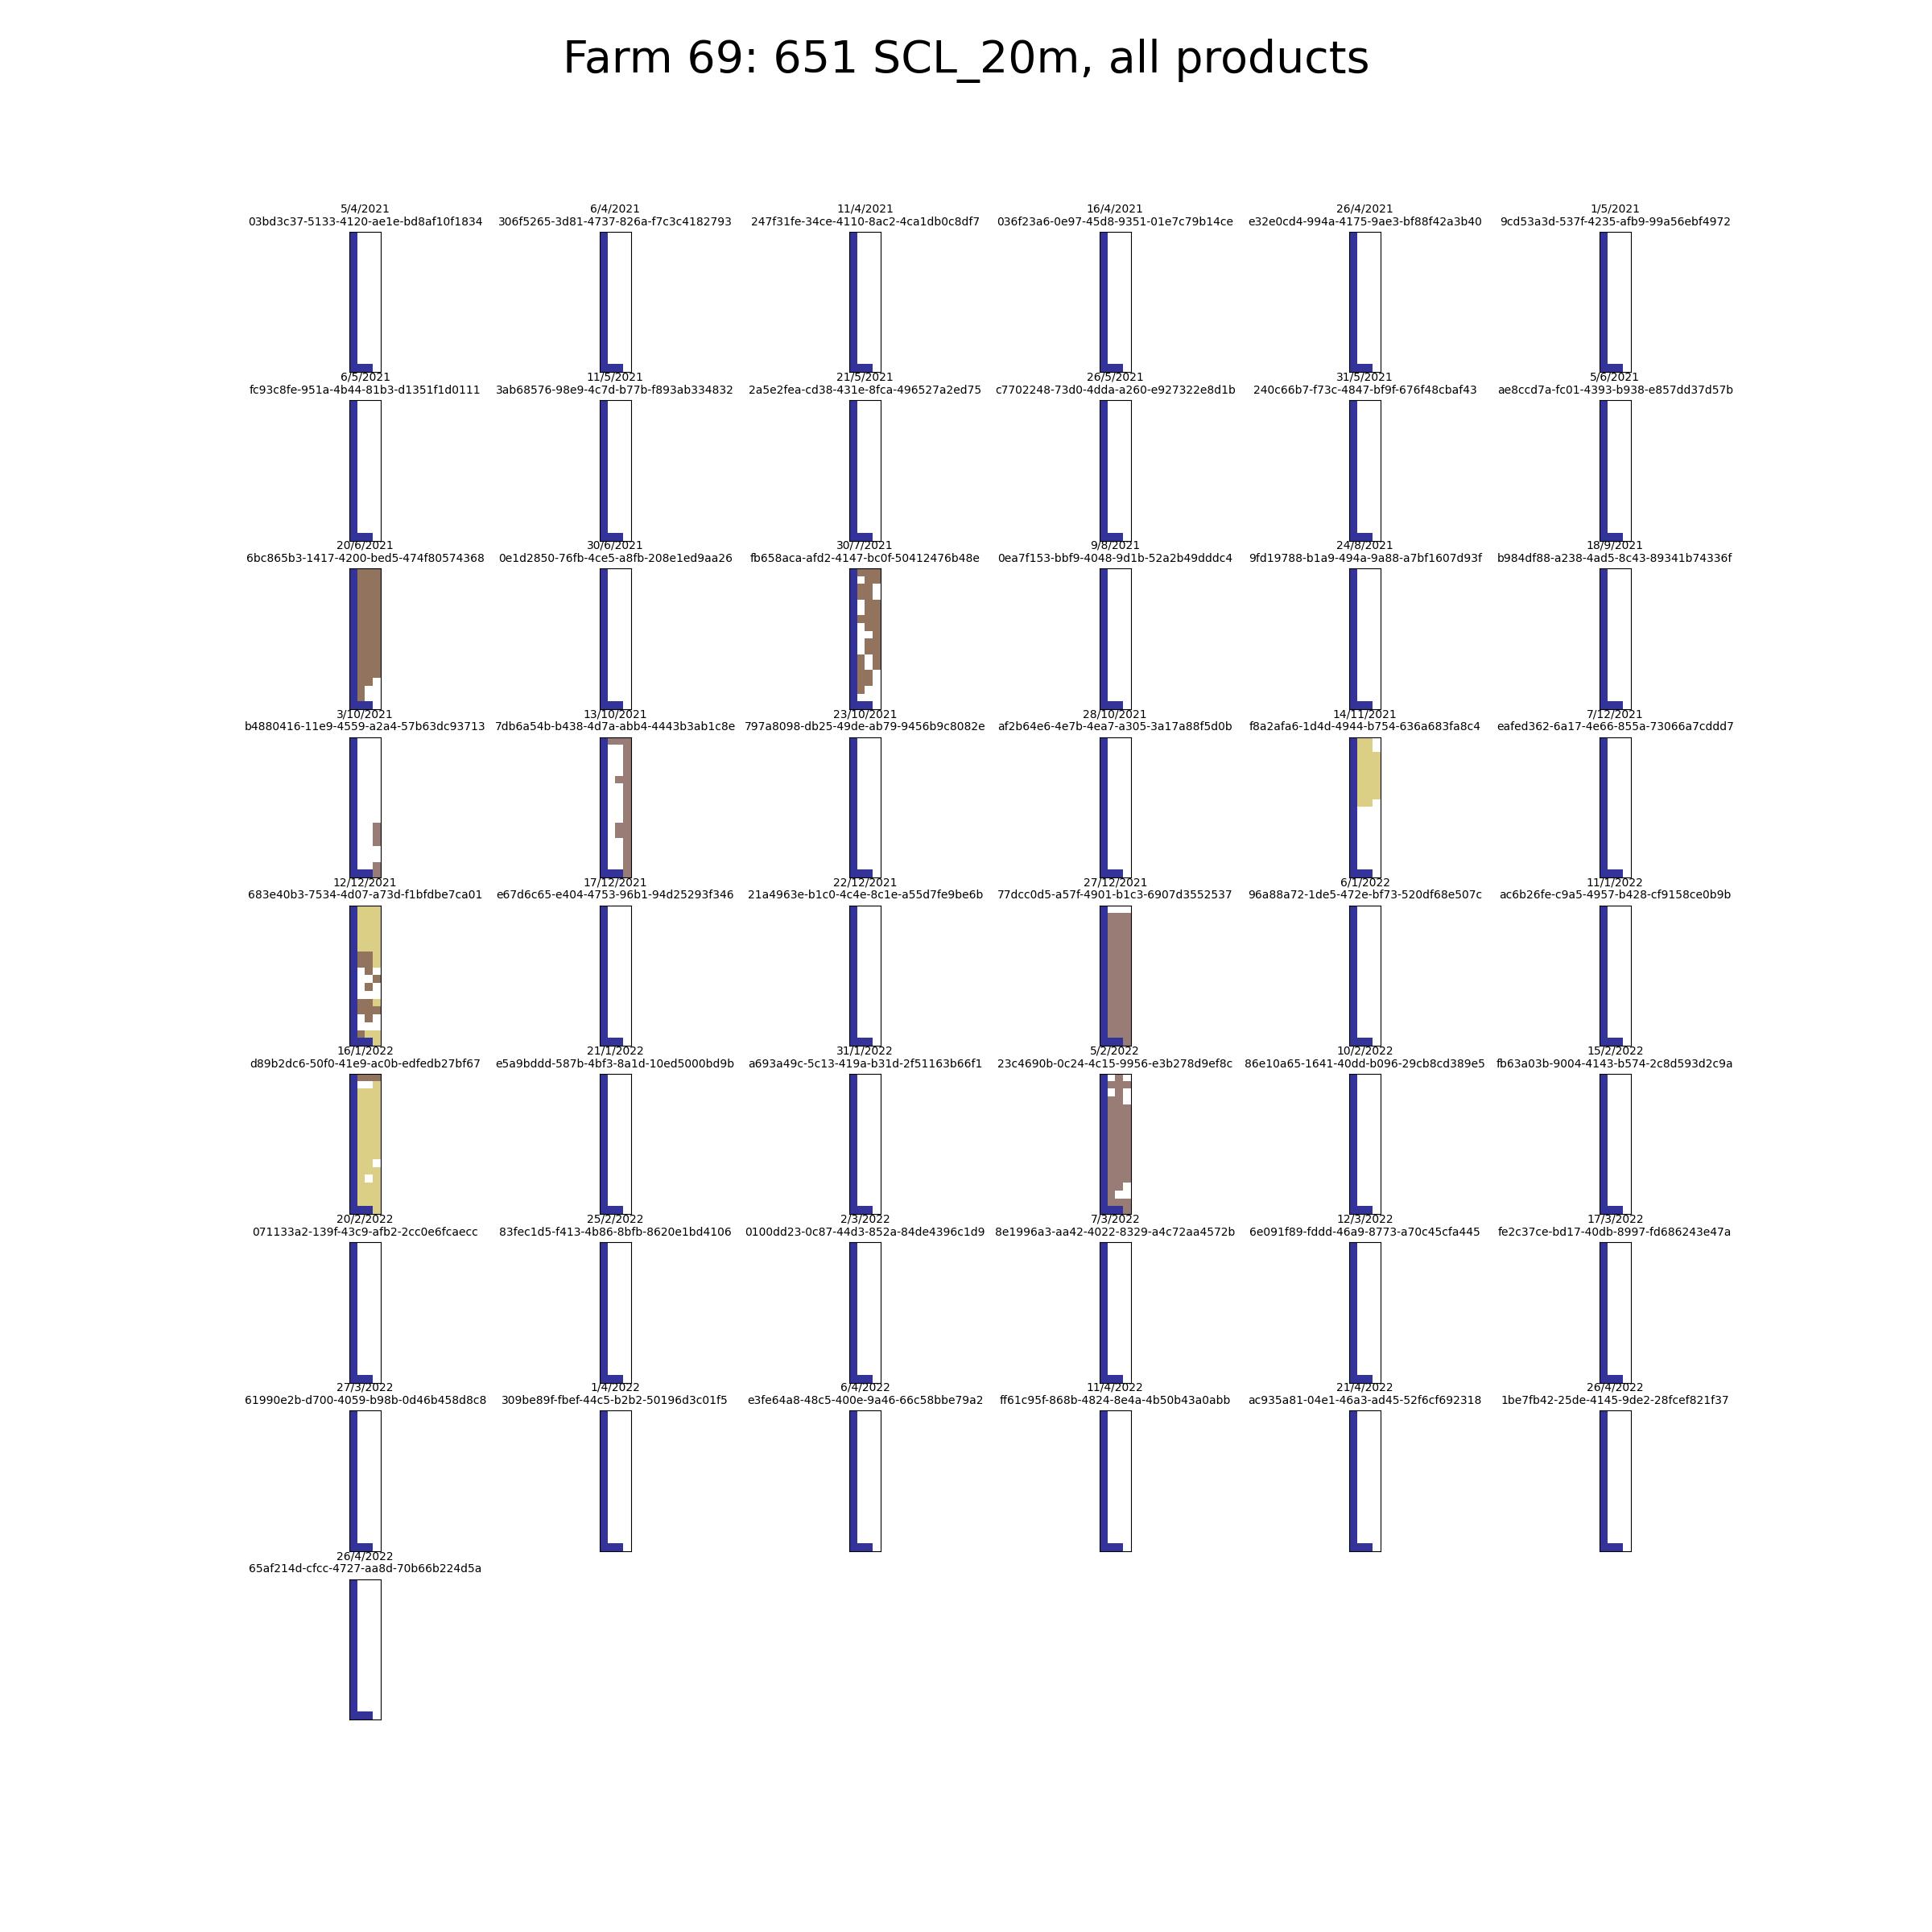 Farm 69: 651 SCL_20m, all products
5/4/2021
03bd3c37-5133-4120-ae1e-bd8af10f1834
6/4/2021
306f5265-3d81-4737-826a-f7c3c4182793
11/4/2021
247f31fe-34ce-4110-8ac2-4ca1db0c8df7
16/4/2021
036f23a6-0e97-45d8-9351-01e7c79b14ce
26/4/2021
e32e0cd4-994a-4175-9ae3-bf88f42a3b40
1/5/2021
9cd53a3d-537f-4235-afb9-99a56ebf4972
6/5/2021
fc93c8fe-951a-4b44-81b3-d1351f1d0111
11/5/2021
3ab68576-98e9-4c7d-b77b-f893ab334832
21/5/2021
2a5e2fea-cd38-431e-8fca-496527a2ed75
26/5/2021
c7702248-73d0-4dda-a260-e927322e8d1b
31/5/2021
240c66b7-f73c-4847-bf9f-676f48cbaf43
5/6/2021
ae8ccd7a-fc01-4393-b938-e857dd37d57b
20/6/2021
6bc865b3-1417-4200-bed5-474f80574368
30/6/2021
0e1d2850-76fb-4ce5-a8fb-208e1ed9aa26
30/7/2021
fb658aca-afd2-4147-bc0f-50412476b48e
9/8/2021
0ea7f153-bbf9-4048-9d1b-52a2b49dddc4
24/8/2021
9fd19788-b1a9-494a-9a88-a7bf1607d93f
18/9/2021
b984df88-a238-4ad5-8c43-89341b74336f
3/10/2021
b4880416-11e9-4559-a2a4-57b63dc93713
13/10/2021
7db6a54b-b438-4d7a-abb4-4443b3ab1c8e
23/10/2021
797a8098-db25-49de-ab79-9456b9c8082e
28/10/2021
af2b64e6-4e7b-4ea7-a305-3a17a88f5d0b
14/11/2021
f8a2afa6-1d4d-4944-b754-636a683fa8c4
7/12/2021
eafed362-6a17-4e66-855a-73066a7cddd7
12/12/2021
683e40b3-7534-4d07-a73d-f1bfdbe7ca01
17/12/2021
e67d6c65-e404-4753-96b1-94d25293f346
22/12/2021
21a4963e-b1c0-4c4e-8c1e-a55d7fe9be6b
27/12/2021
77dcc0d5-a57f-4901-b1c3-6907d3552537
6/1/2022
96a88a72-1de5-472e-bf73-520df68e507c
11/1/2022
ac6b26fe-c9a5-4957-b428-cf9158ce0b9b
16/1/2022
d89b2dc6-50f0-41e9-ac0b-edfedb27bf67
21/1/2022
e5a9bddd-587b-4bf3-8a1d-10ed5000bd9b
31/1/2022
a693a49c-5c13-419a-b31d-2f51163b66f1
5/2/2022
23c4690b-0c24-4c15-9956-e3b278d9ef8c
10/2/2022
86e10a65-1641-40dd-b096-29cb8cd389e5
15/2/2022
fb63a03b-9004-4143-b574-2c8d593d2c9a
20/2/2022
071133a2-139f-43c9-afb2-2cc0e6fcaecc
25/2/2022
83fec1d5-f413-4b86-8bfb-8620e1bd4106
2/3/2022
0100dd23-0c87-44d3-852a-84de4396c1d9
7/3/2022
8e1996a3-aa42-4022-8329-a4c72aa4572b
12/3/2022
6e091f89-fddd-46a9-8773-a70c45cfa445
17/3/2022
fe2c37ce-bd17-40db-8997-fd686243e47a
27/3/2022
61990e2b-d700-4059-b98b-0d46b458d8c8
1/4/2022
309be89f-fbef-44c5-b2b2-50196d3c01f5
6/4/2022
e3fe64a8-48c5-400e-9a46-66c58bbe79a2
11/4/2022
ff61c95f-868b-4824-8e4a-4b50b43a0abb
21/4/2022
ac935a81-04e1-46a3-ad45-52f6cf692318
26/4/2022
1be7fb42-25de-4145-9de2-28fcef821f37
26/4/2022
65af214d-cfcc-4727-aa8d-70b66b224d5a